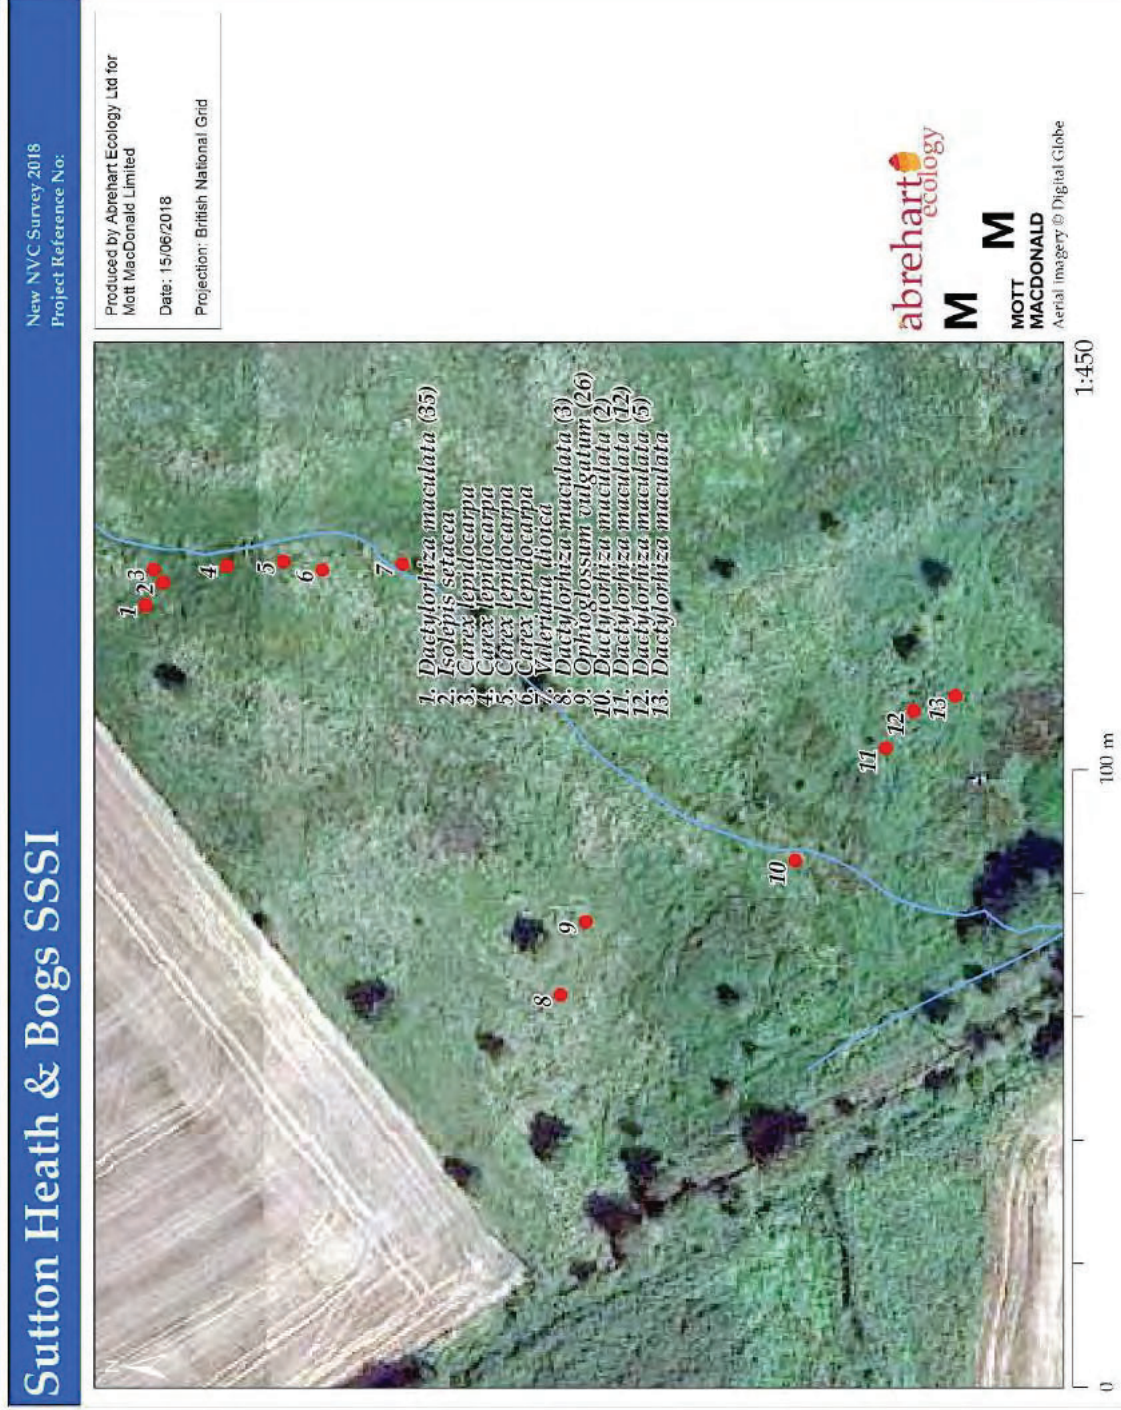 Sutton Heath & Bogs SSSI
New NVC Survey 2018
Project Reference No:
Produced by Abrehart Ecology Ltd for
Mott MacDonald Limited
Date: 15/06/2018
Projection: British National Grid
N
1
2
3
4
5
6
7
8
9
10
11
12
13
1. Dactylorhiza maculata (35)
2. Isolepis setacea
3. Carex lepidocarpa
4. Carex lepidocarpa
5. Carex lepidocarpa
6. Carex lepidocarpa
7. Valeriana dioica
8. Dactylorhiza maculata (3)
9. Ophioglossum vulgatum (26)
10. Dactylorhiza maculata (2)
11. Dactylorhiza maculata (12)
12. Dactylorhiza maculata (5)
13. Dactylorhiza maculata
abrehart
ecology
M
M
MOTT
MACDONALD
Aerial imagery © Digital Globe
0
100 m
1:450